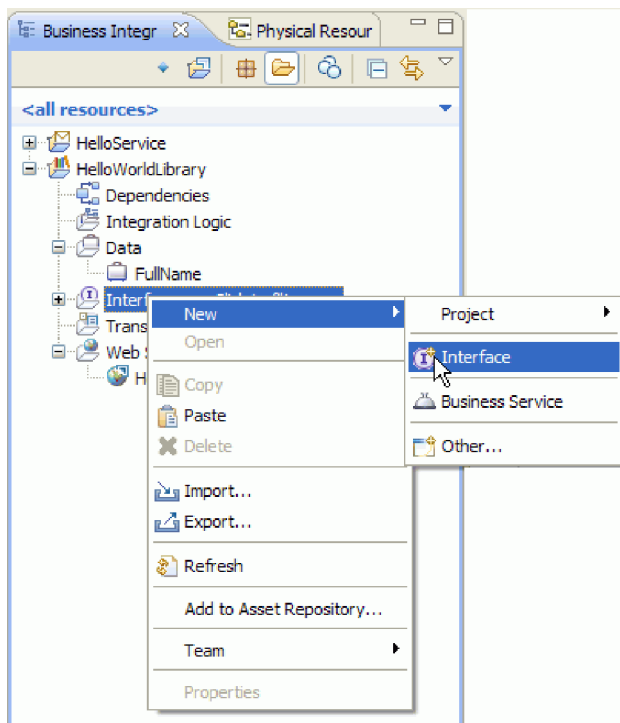 Business Integr
Physical Resour
<all resources>
HelloService
HelloWorldLibrary
Dependencies
Integration Logic
Data
FullName
Interf
New
Project
Trans
Open
Interface
Web
H
Copy
Business Service
Paste
Delete
Other...
Import...
Export...
Refresh
Add to Asset Repository...
Team
Properties